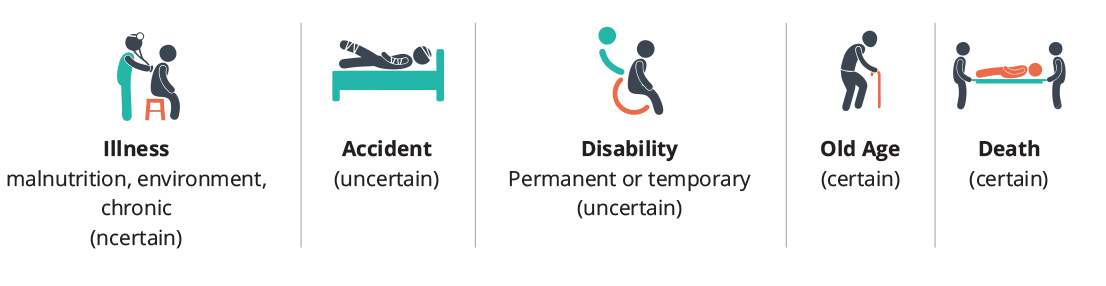 Illness
malnutrition, environment,
chronic
(ncertain)
Accident
(uncertain)
Disability
Permanent or temporary
(uncertain)
Old Age
(certain)
Death
(certain)